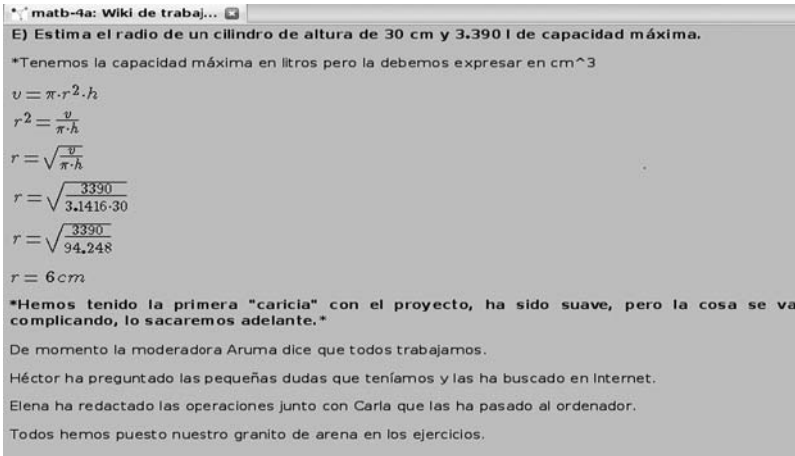 matb-4a: Wiki de trabaj...
E) Estima el radio de un cilindro de altura de 30 cm y 3.390 l de capacidad máxima.
*Tenemos la capacidad máxima en litros pero la debemos expresar en cm^3
v = π·r²·h
r² = v/π·h
r = √(v/π·h)
r = √(3390/3.1416·30)
r = √(3390/94.248)
r = 6cm
*Hemos tenido la primera "caricia" con el proyecto, ha sido suave, pero la cosa se va
complicando, lo sacaremos adelante.*
De momento la moderadora Aruma dice que todos trabajamos.
Héctor ha preguntado las pequeñas dudas que teníamos y las ha buscado en Internet.
Elena ha redactado las operaciones junto con Carla que las ha pasado al ordenador.
Todos hemos puesto nuestro granito de arena en los ejercicios.